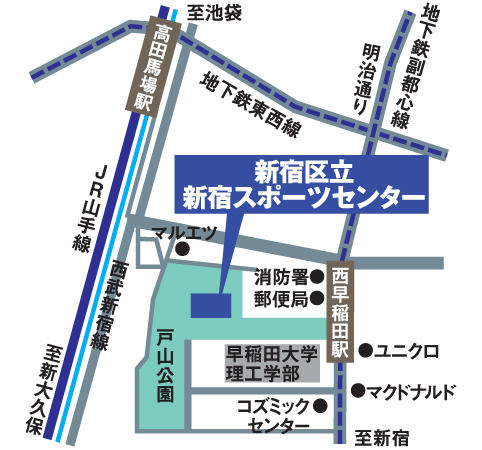 至池袋
高田馬場駅
地下鉄東西線
明治通り
地下鉄副都心線
新宿区立
新宿スポーツセンター
JR山手線
西武新宿線
マルエツ
消防署
郵便局
西早稲田駅
戸山公園
早稲田大学
理工学部
ユニクロ
マクドナルド
コズミック
センター
至新大久保
至新宿